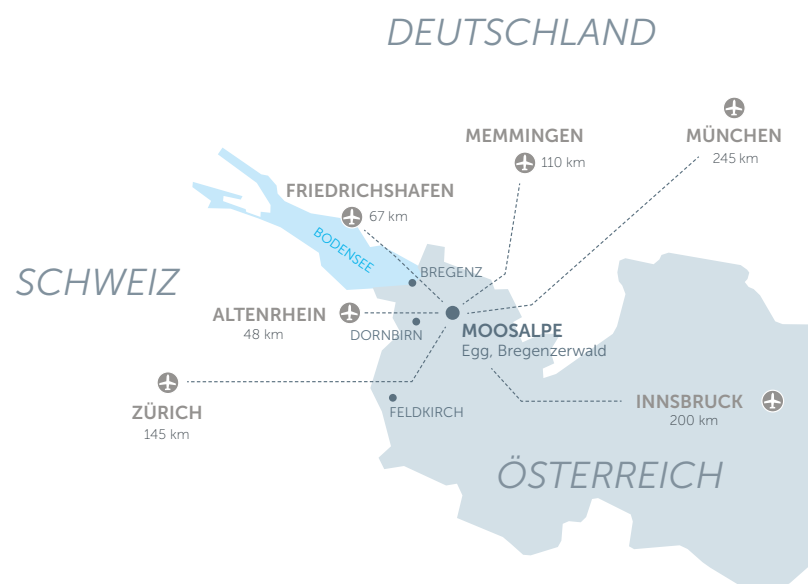 DEUTSCHLAND
MEMMINGEN
110 km
MÜNCHEN
245 km
FRIEDRICHSHAFEN
67 km
BODENSEE
BREGENZ
SCHWEIZ
ALTENRHEIN
48 km
DORNBIRN
MOOSALPE
Egg, Bregenzerwald
ZÜRICH
145 km
FELDKIRCH
INNSBRUCK
200 km
ÖSTERREICH